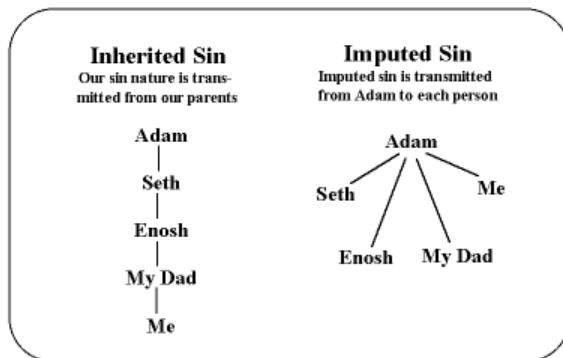 Inherited Sin
Our sin nature is trans-
mitted from our parents
Adam
Seth
Enosh
My Dad
Me
Imputed Sin
Imputed sin is transmitted
from Adam to each person
Adam
Seth
Me
Enosh
My Dad